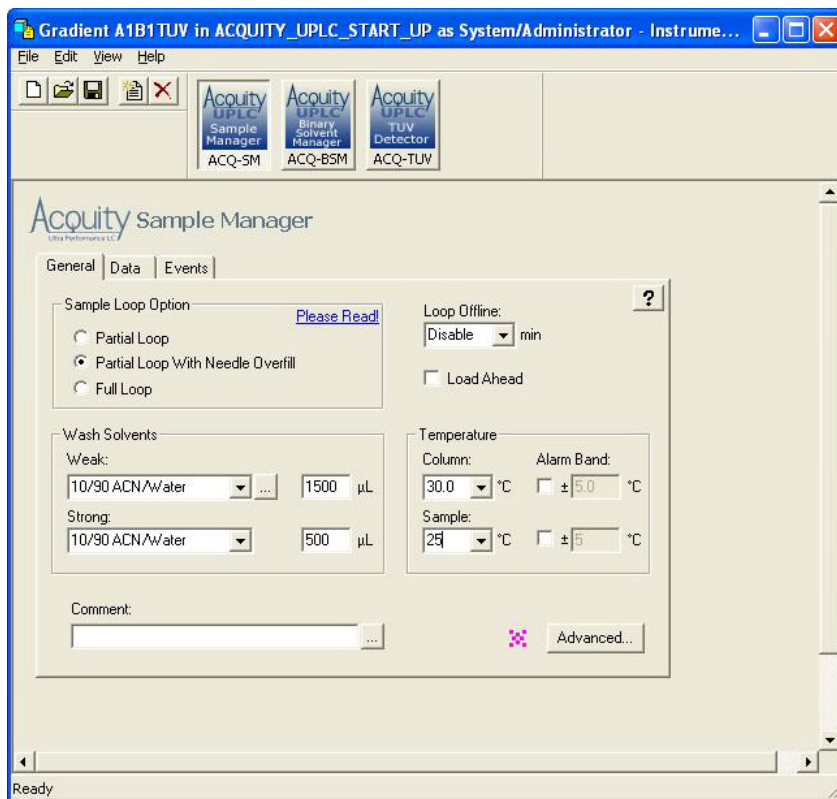 Gradient A1B1TUV in ACQUITY_UPLC_START_UP as System/Administrator - Instrume...
File Edit View Help
Acquity UPLC Sample Manager
ACQ-SM
Acquity UPLC Binary Solvent Manager
ACQ-BSM
Acquity UPLC TUV Detector
ACQ-TUV
Acquity Sample Manager
Ultra Performance LC
General Data Events
?
Sample Loop Option
Please Read!
Partial Loop
Partial Loop With Needle Overfill
Full Loop
Loop Offline:
Disable min
Load Ahead
Wash Solvents
Weak:
10/90 ACN/Water ... 1500 µL
Strong:
10/90 ACN/Water 500 µL
Temperature
Column: Alarm Band:
30.0 °C ± 5.0 °C
Sample:
25 °C ± 5 °C
Comment:
...
Advanced...
Ready